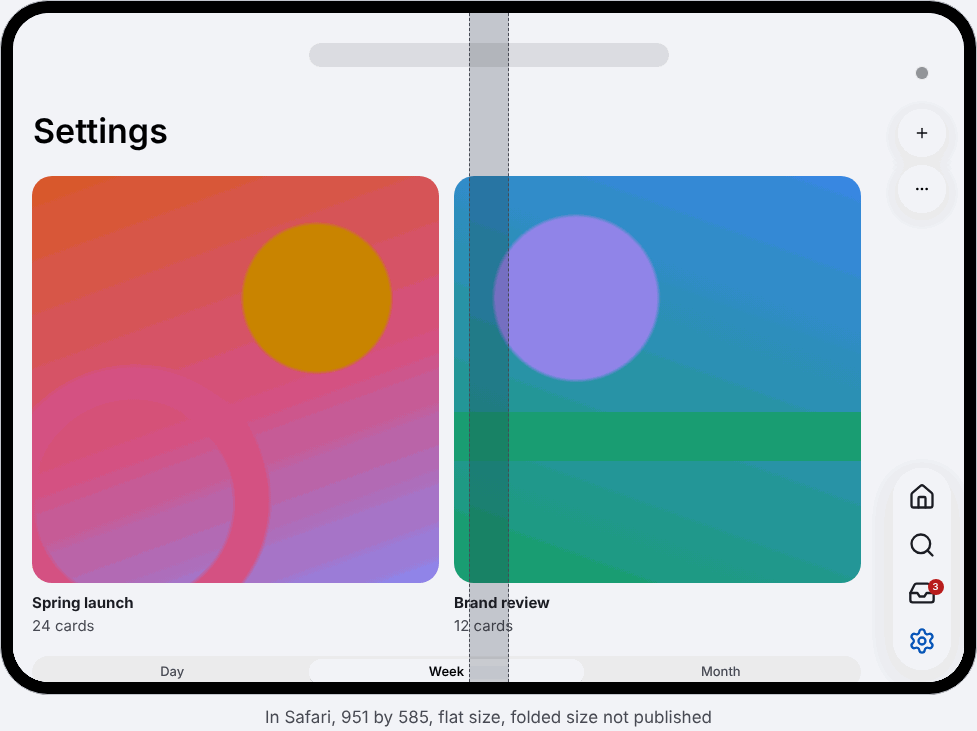 Settings
Spring launch
24 cards
Brand review
12 cards
3
Day
Week
Month
In Safari, 951 by 585, flat size, folded size not published